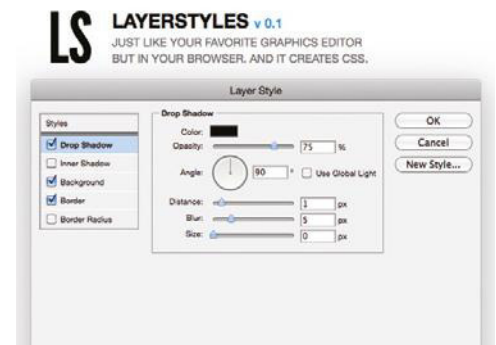 LS
LAYERSTYLES v 0.1
JUST LIKE YOUR FAVORITE GRAPHICS EDITOR
BUT IN YOUR BROWSER. AND IT CREATES CSS.
Layer Style
Styles
Drop Shadow
Inner Shadow
Background
Border
Border Radius
Drop Shadow
Color:
Opacity: 75 %
Angle: 90 ° Use Global Light
Distance: 1 px
Blur: 5 px
Size: 0 px
OK
Cancel
New Style...